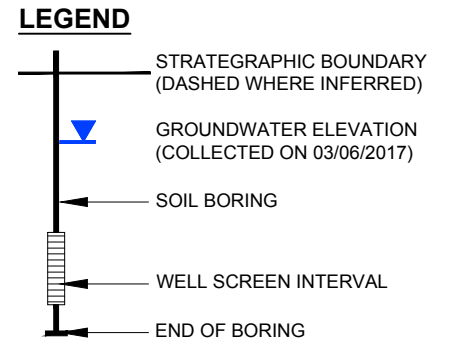 LEGEND
STRATEGRAPHIC BOUNDARY
(DASHED WHERE INFERRED)
GROUNDWATER ELEVATION
(COLLECTED ON 03/06/2017)
SOIL BORING
WELL SCREEN INTERVAL
END OF BORING